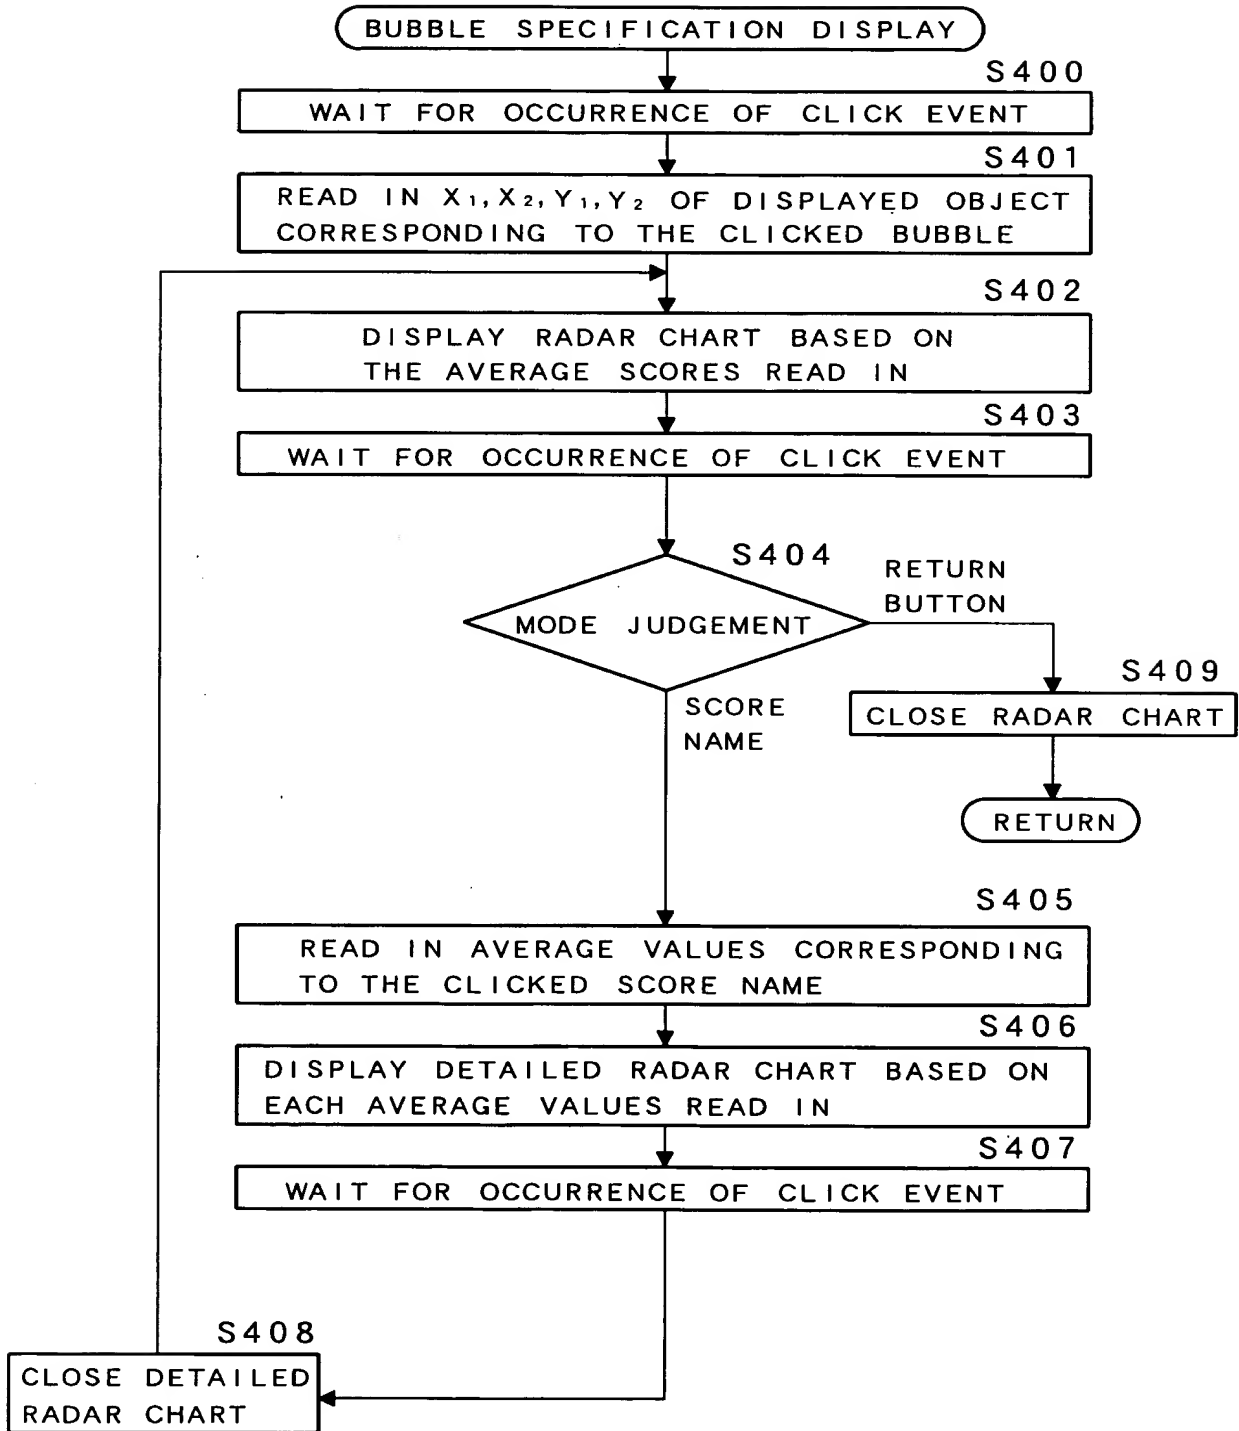 BUBBLE SPECIFICATION DISPLAY
S400
WAIT FOR OCCURRENCE OF CLICK EVENT
S401
READ IN X₁,X₂,Y₁,Y₂ OF DISPLAYED OBJECT
CORRESPONDING TO THE CLICKED BUBBLE
S402
DISPLAY RADAR CHART BASED ON
THE AVERAGE SCORES READ IN
S403
WAIT FOR OCCURRENCE OF CLICK EVENT
S404
MODE JUDGEMENT
RETURN
BUTTON
S409
CLOSE RADAR CHART
RETURN
SCORE
NAME
S405
READ IN AVERAGE VALUES CORRESPONDING
TO THE CLICKED SCORE NAME
S406
DISPLAY DETAILED RADAR CHART BASED ON
EACH AVERAGE VALUES READ IN
S407
WAIT FOR OCCURRENCE OF CLICK EVENT
S408
CLOSE DETAILED
RADAR CHART